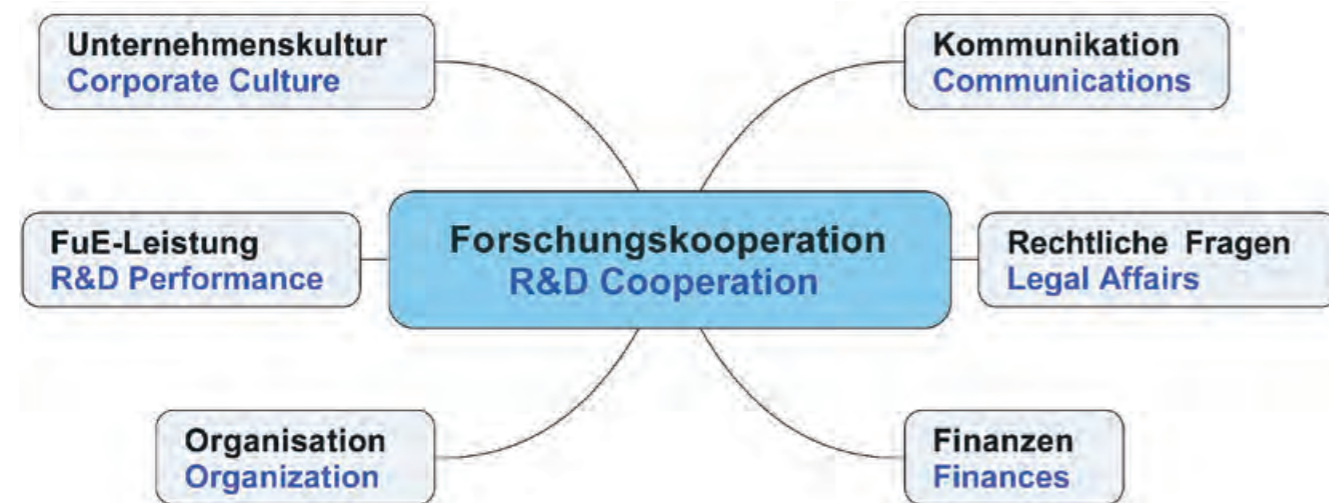 Unternehmenskultur
Corporate Culture
Kommunikation
Communications
FuE-Leistung
R&D Performance
Forschungskooperation
R&D Cooperation
Rechtliche Fragen
Legal Affairs
Organisation
Organization
Finanzen
Finances